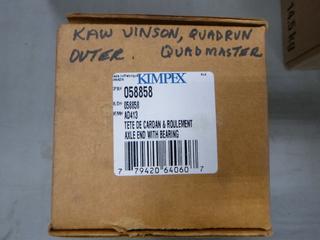 KAW VINSON, QUADRUN
OUTER. QUADMASTER
KIMPEX
058858
058858
AD413
TETE DE CARDAN & ROULEMENT
AXLE END WITH BEARING
7 79420 64060 7